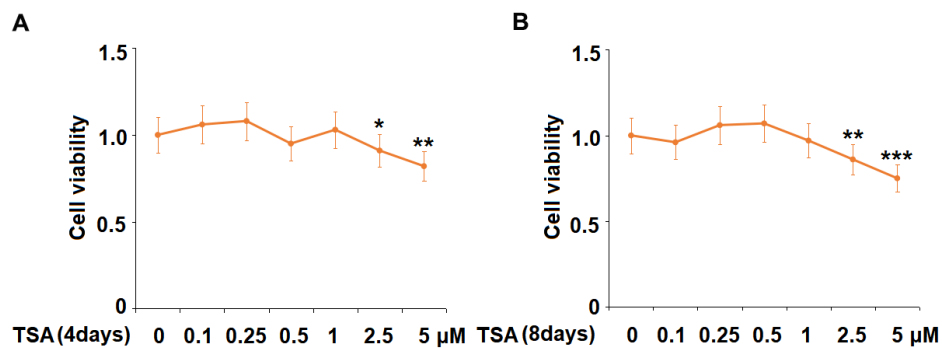 A
1.5
1.0
0.5
0
Cell viability
*
**
TSA (4days) 0 0.1 0.25 0.5 1 2.5 5 µM
B
1.5
1.0
0.5
0
Cell viability
**
***
TSA (8days) 0 0.1 0.25 0.5 1 2.5 5 µM